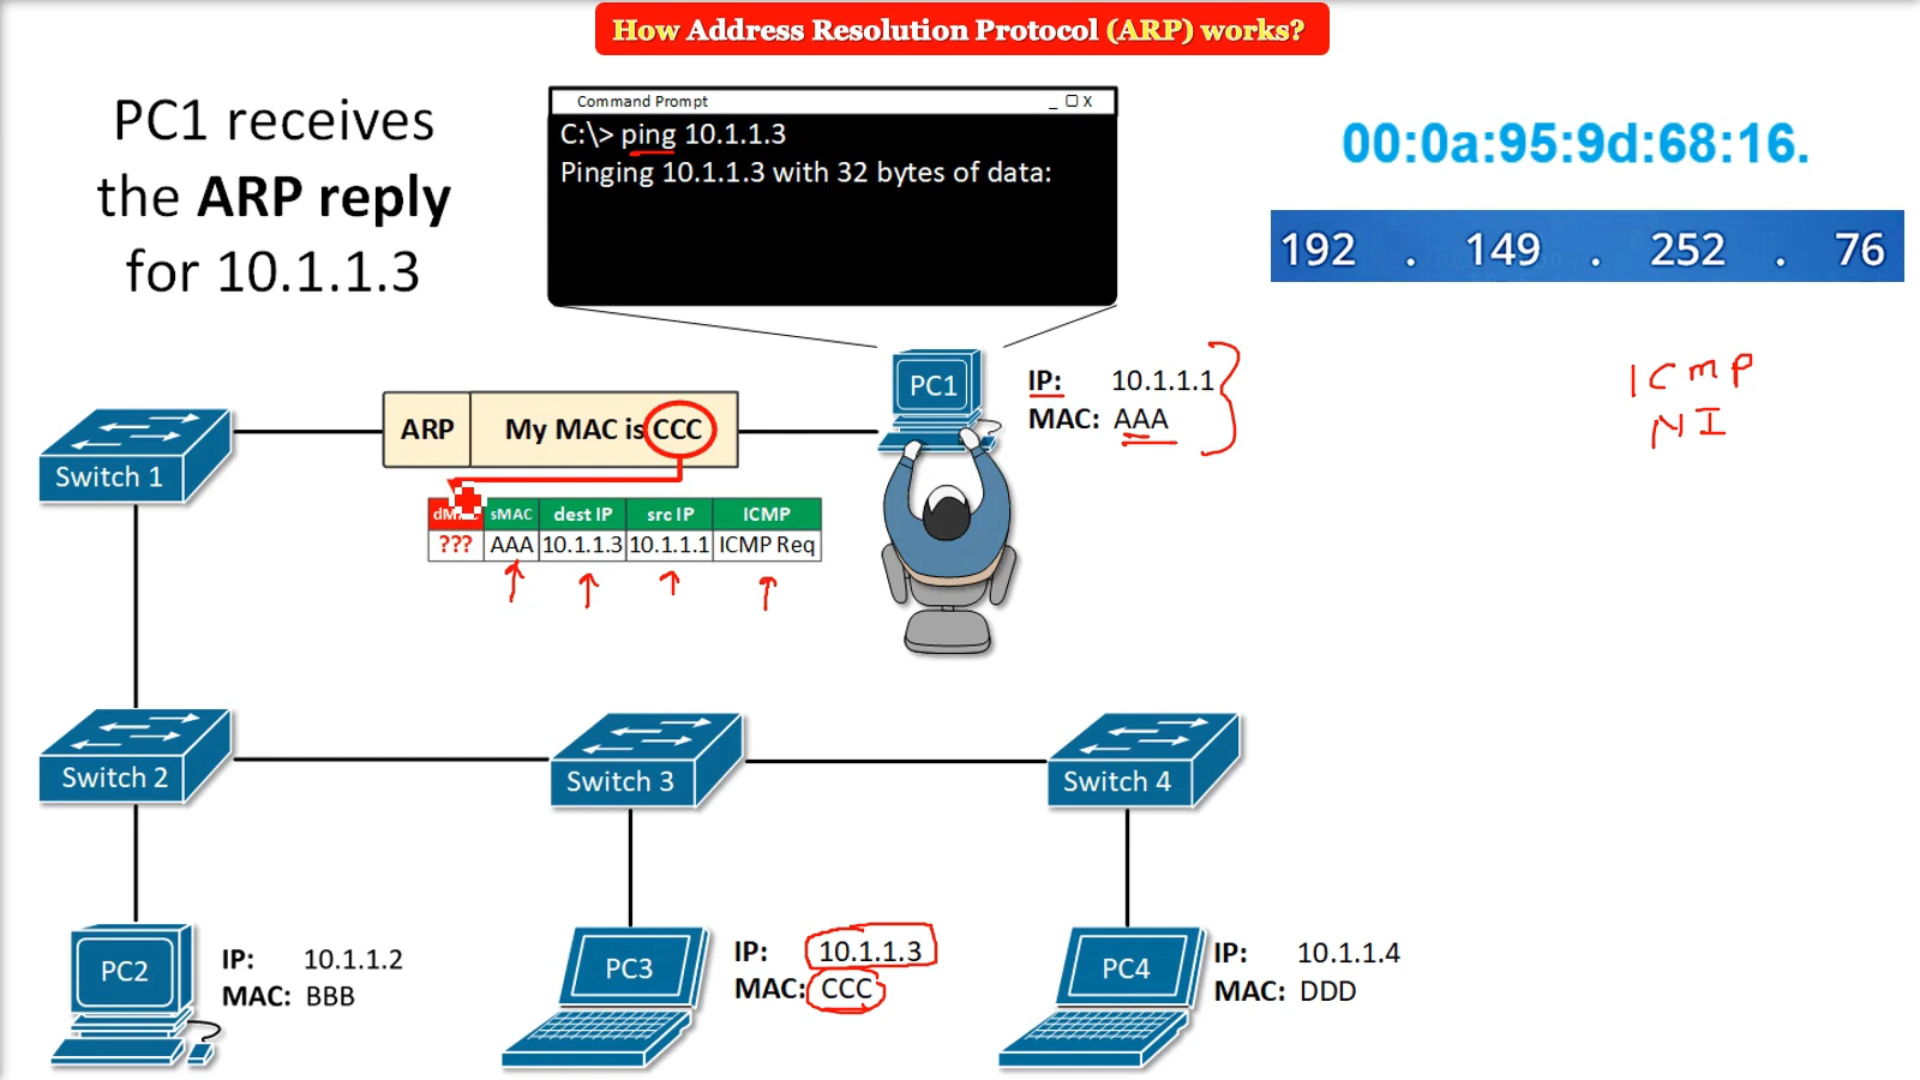 How Address Resolution Protocol (ARP) works?
PC1 receives
the ARP reply
for 10.1.1.3
Command Prompt _ ▢ X
C:\> ping 10.1.1.3
Pinging 10.1.1.3 with 32 bytes of data:
00:0a:95:9d:68:16.
192 . 149 . 252 . 76
ICMP
NI
PC1
IP: 10.1.1.1
MAC: AAA
ARP My MAC is CCC
Switch 1
dMAC sMAC dest IP src IP ICMP
??? AAA 10.1.1.3 10.1.1.1 ICMP Req
Switch 2
Switch 3
Switch 4
PC2
IP: 10.1.1.2
MAC: BBB
PC3
IP: 10.1.1.3
MAC: CCC
PC4
IP: 10.1.1.4
MAC: DDD